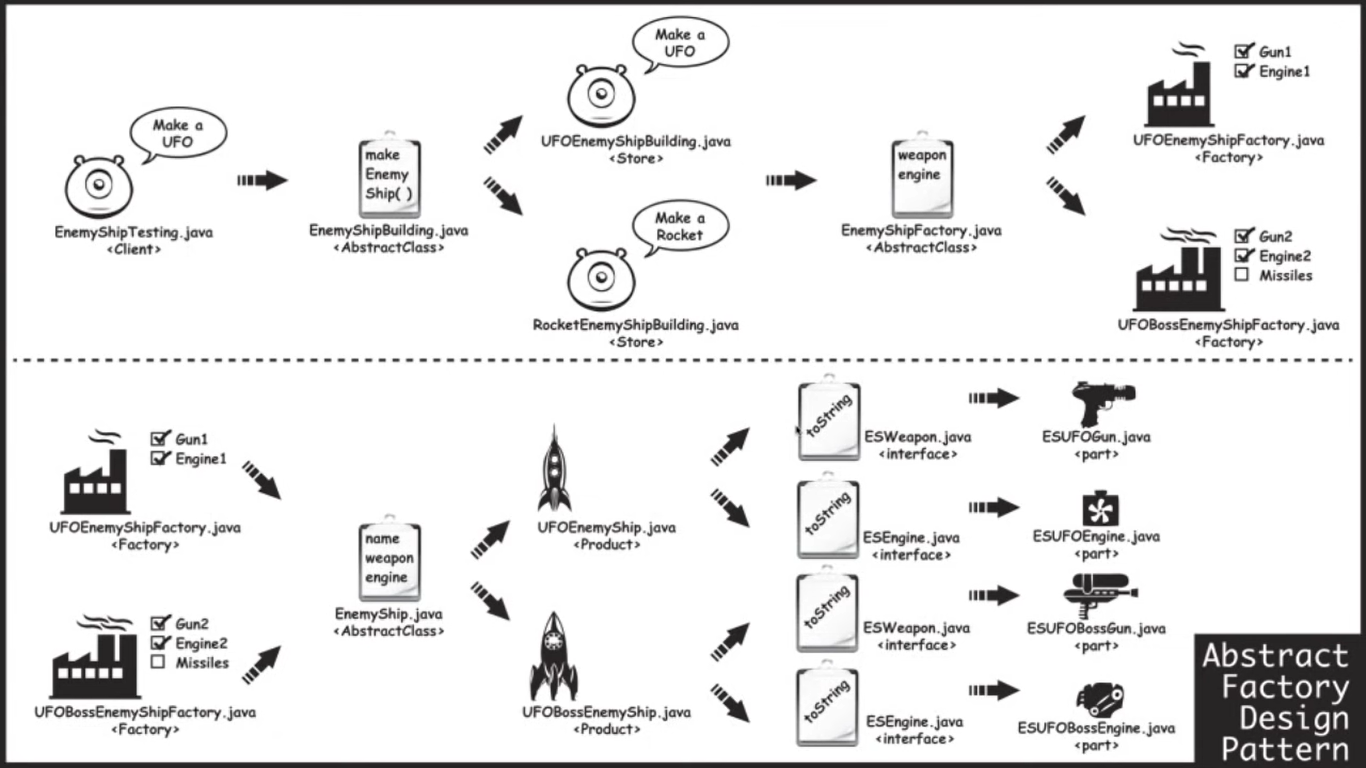 Make a
UFO
EnemyShipTesting.java
<Client>
make
Enemy
Ship( )
EnemyShipBuilding.java
<AbstractClass>
Make a
UFO
UFOEnemyShipBuilding.java
<Store>
Make a
Rocket
RocketEnemyShipBuilding.java
<Store>
weapon
engine
EnemyShipFactory.java
<AbstractClass>
Gun1
Engine1
UFOEnemyShipFactory.java
<Factory>
Gun2
Engine2
Missiles
UFOBossEnemyShipFactory.java
<Factory>
Gun1
Engine1
UFOEnemyShipFactory.java
<Factory>
Gun2
Engine2
Missiles
UFOBossEnemyShipFactory.java
<Factory>
name
weapon
engine
EnemyShip.java
<AbstractClass>
UFOEnemyShip.java
<Product>
UFOBossEnemyShip.java
<Product>
toString
ESWeapon.java
<interface>
ESUFOGun.java
<part>
toString
ESEngine.java
<interface>
ESUFOEngine.java
<part>
toString
ESWeapon.java
<interface>
ESUFOBossGun.java
<part>
toString
ESEngine.java
<interface>
ESUFOBossEngine.java
<part>
Abstract
Factory
Design
Pattern